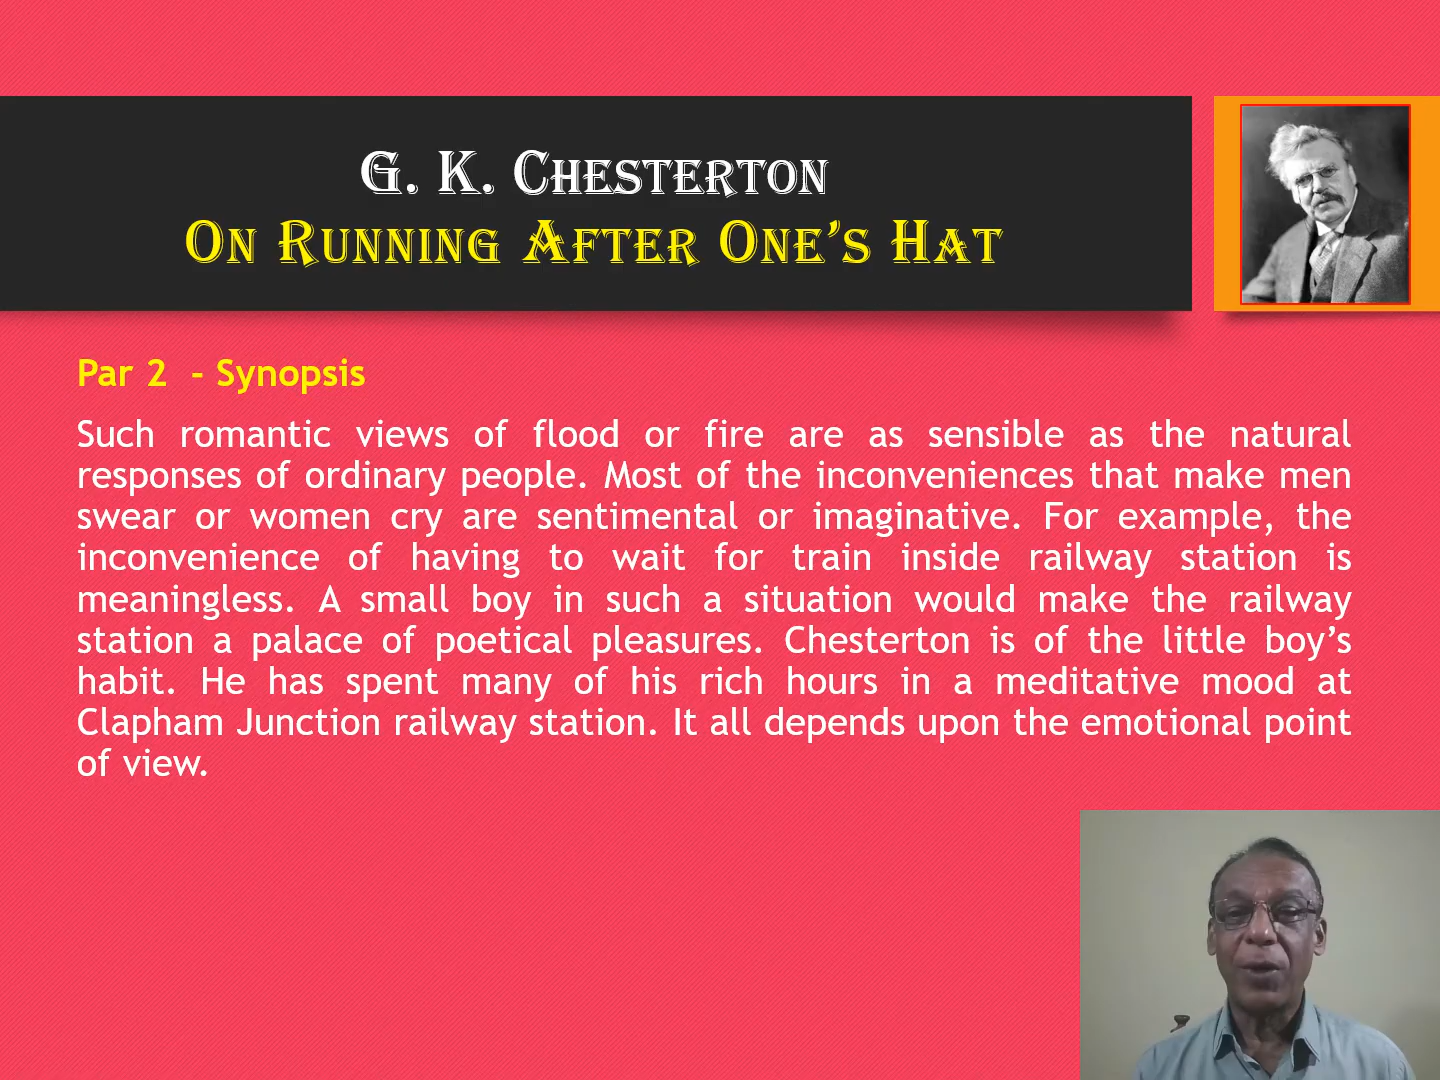 G. K. Chesterton
On Running After One's Hat
Par 2 – Synopsis
Such romantic views of flood or fire are as sensible as the natural
responses of ordinary people. Most of the inconveniences that make men
swear or women cry are sentimental or imaginative. For example, the
inconvenience of having to wait for train inside railway station is
meaningless. A small boy in such a situation would make the railway
station a palace of poetical pleasures. Chesterton is of the little boy's
habit. He has spent many of his rich hours in a meditative mood at
Clapham Junction railway station. It all depends upon the emotional point
of view.